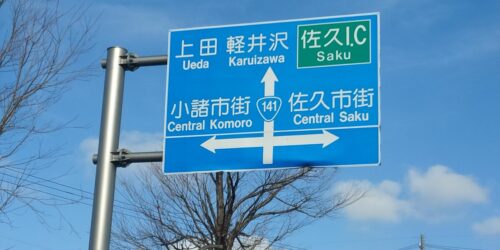 上田 軽井沢 佐久I.C
Ueda Karuizawa Saku
小諸市街 141 佐久市街
Central Komoro Central Saku